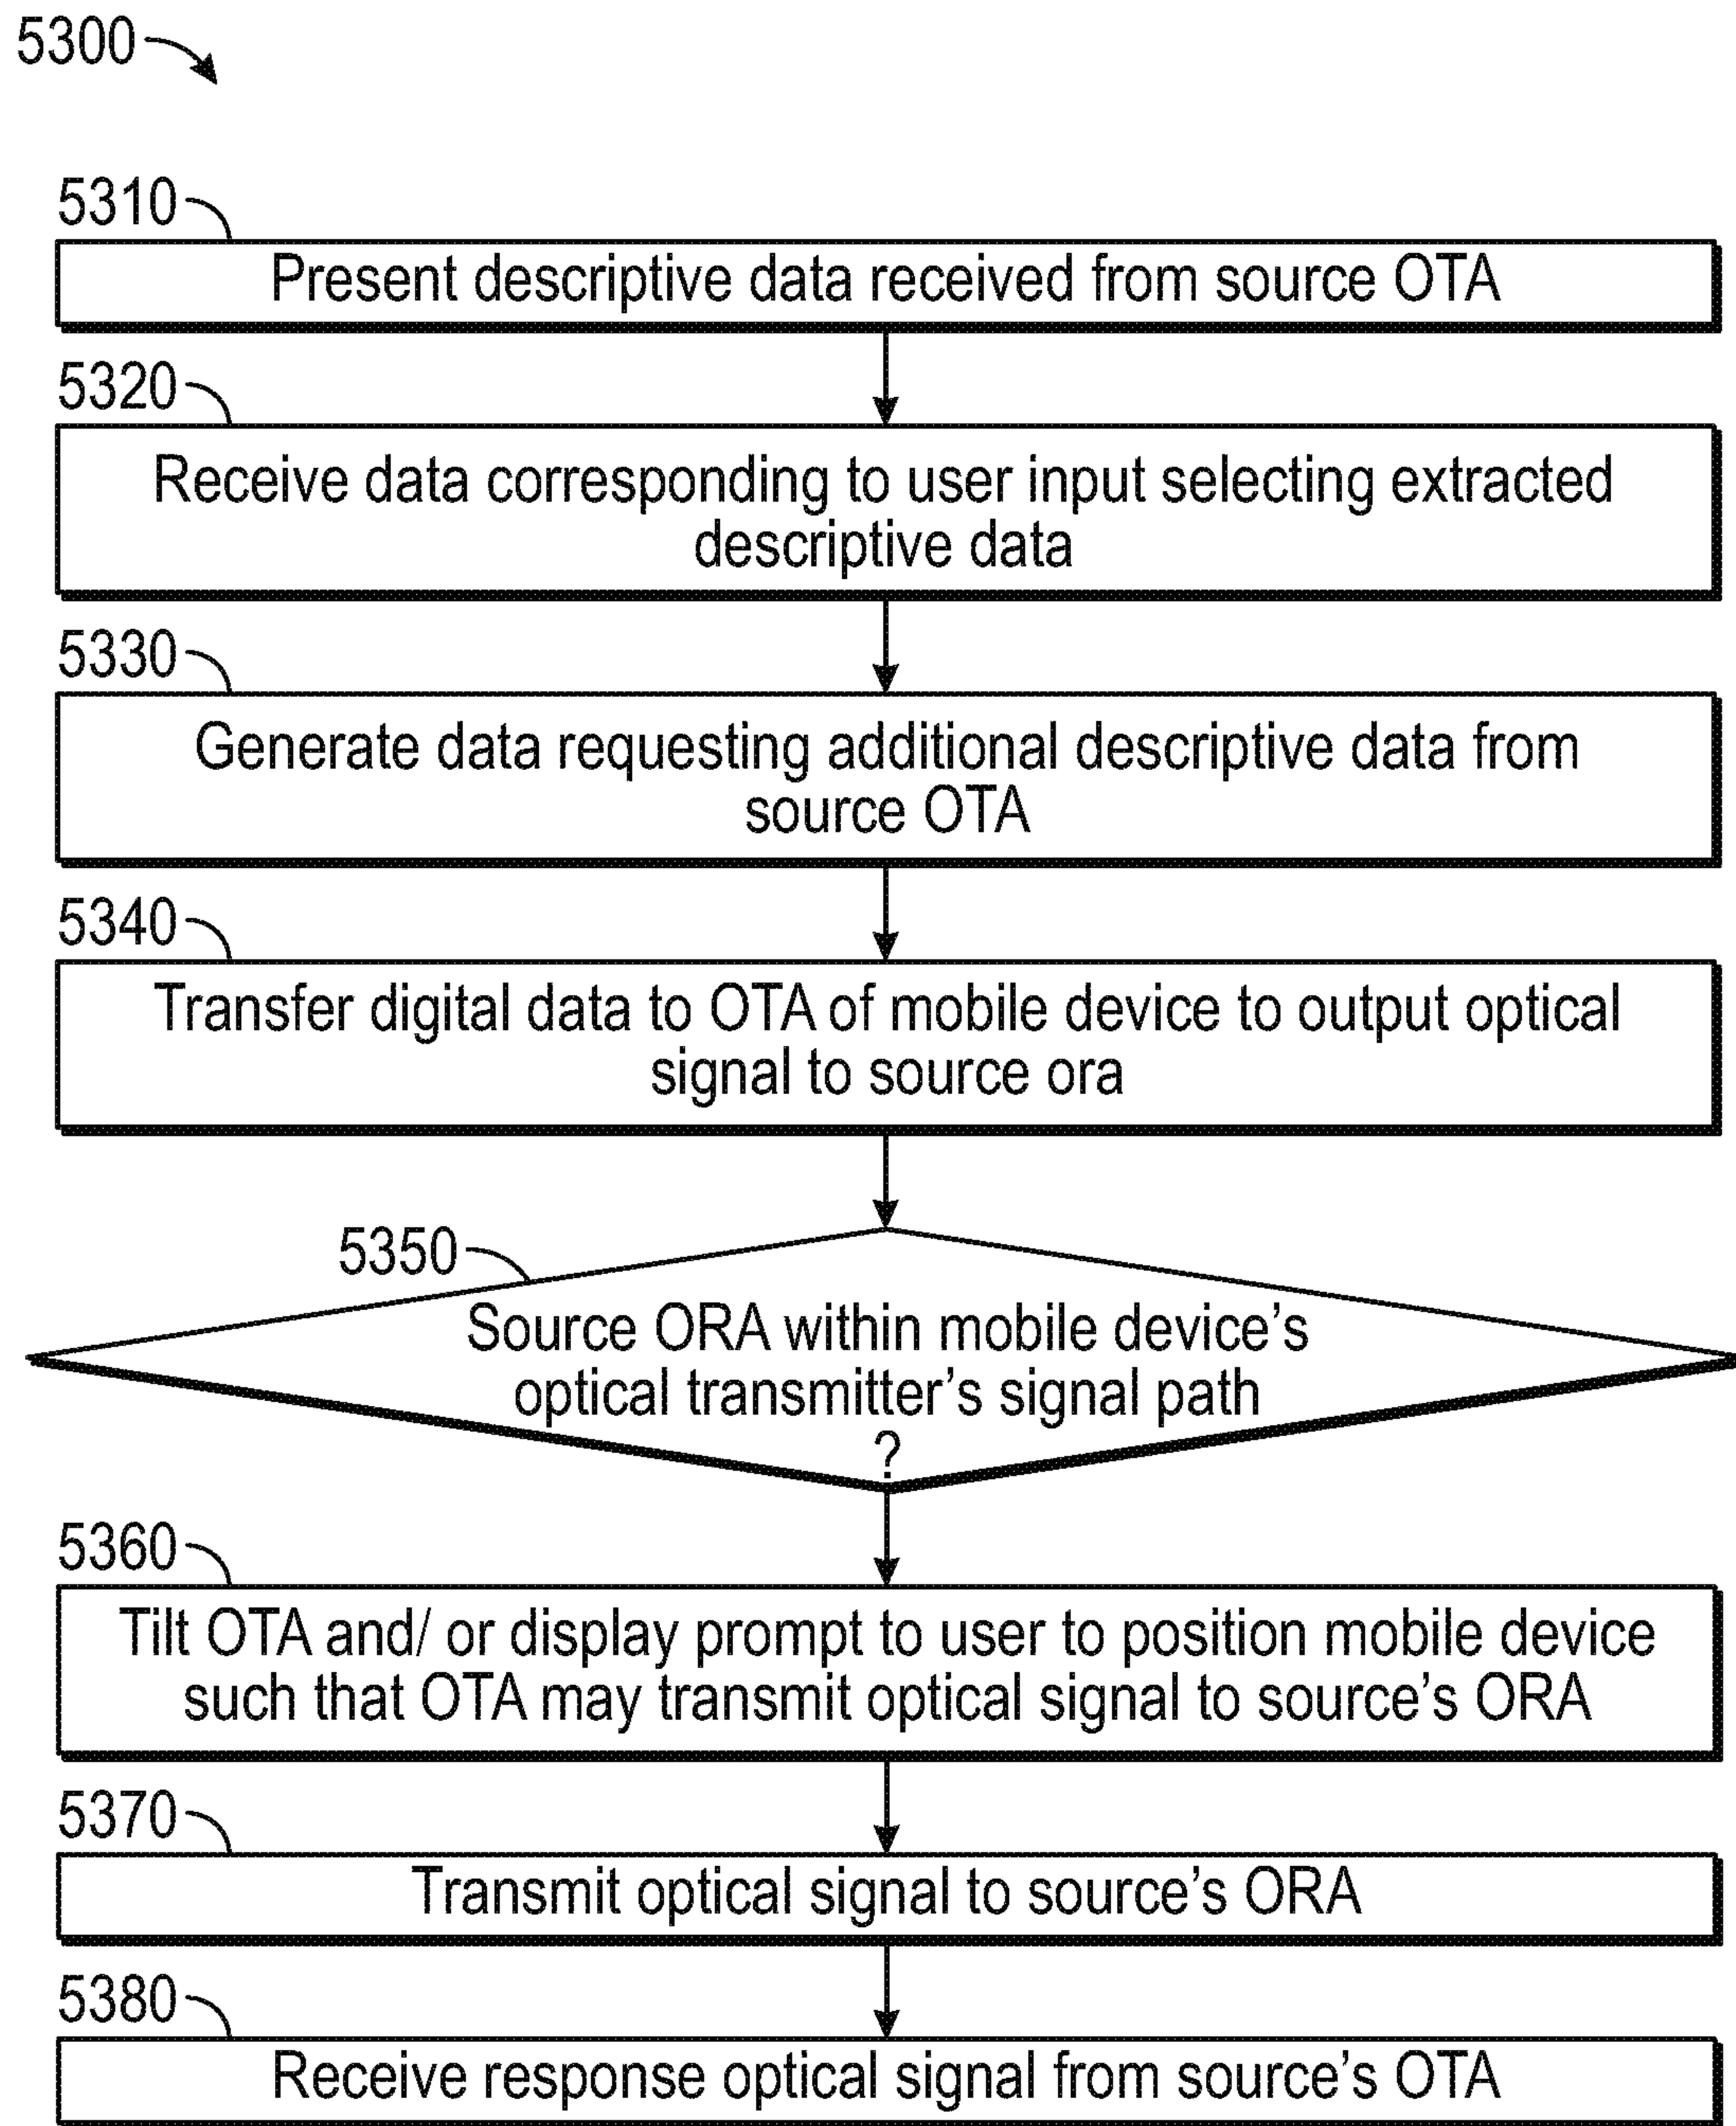 5300
5310
Present descriptive data received from source OTA
5320
Receive data corresponding to user input selecting extracted
descriptive data
5330
Generate data requesting additional descriptive data from
source OTA
5340
Transfer digital data to OTA of mobile device to output optical
signal to source ora
5350
Source ORA within mobile device’s
optical transmitter’s signal path
?
5360
Tilt OTA and/ or display prompt to user to position mobile device
such that OTA may transmit optical signal to source’s ORA
5370
Transmit optical signal to source’s ORA
5380
Receive response optical signal from source’s OTA